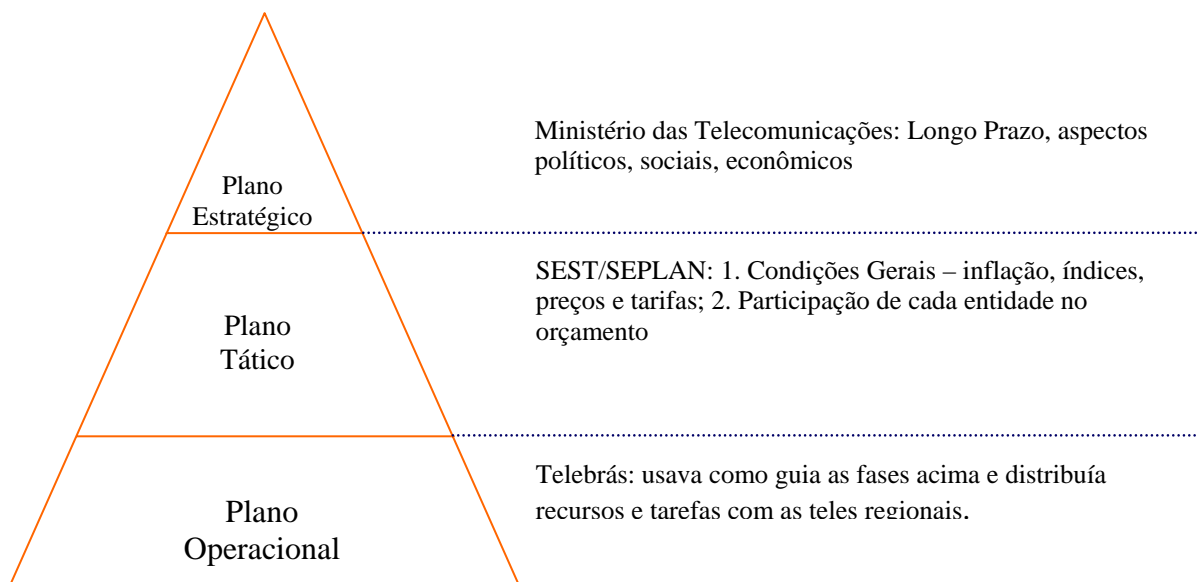 Ministério das Telecomunicações: Longo Prazo, aspectos
políticos, sociais, econômicos
Plano
Estratégico
SEST/SEPLAN: 1. Condições Gerais – inflação, índices,
preços e tarifas; 2. Participação de cada entidade no
orçamento
Plano
Tático
Telebrás: usava como guia as fases acima e distribuía
recursos e tarefas com as teles regionais.
Plano
Operacional